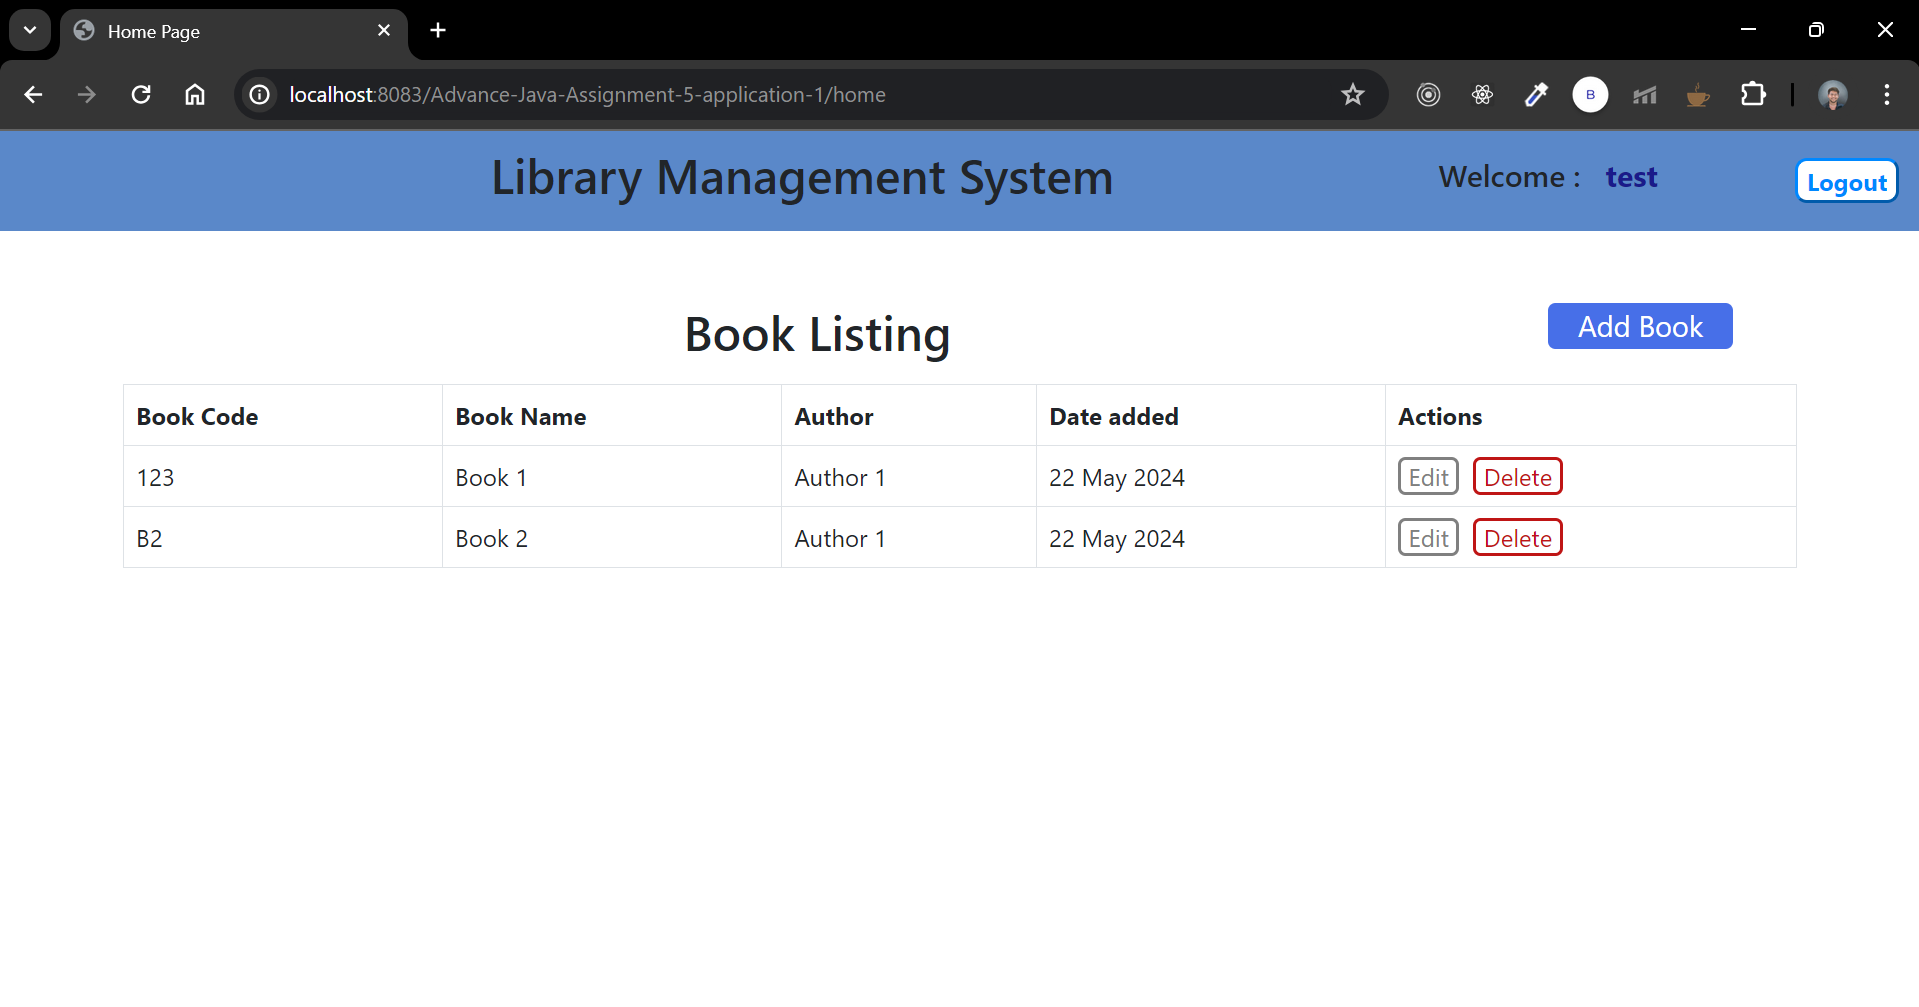 Home Page
localhost:8083/Advance-Java-Assignment-5-application-1/home
B
Library Management System Welcome : test Logout
Book Listing Add Book
Book Code Book Name Author Date added Actions
123 Book 1 Author 1 22 May 2024 Edit Delete
B2 Book 2 Author 1 22 May 2024 Edit Delete